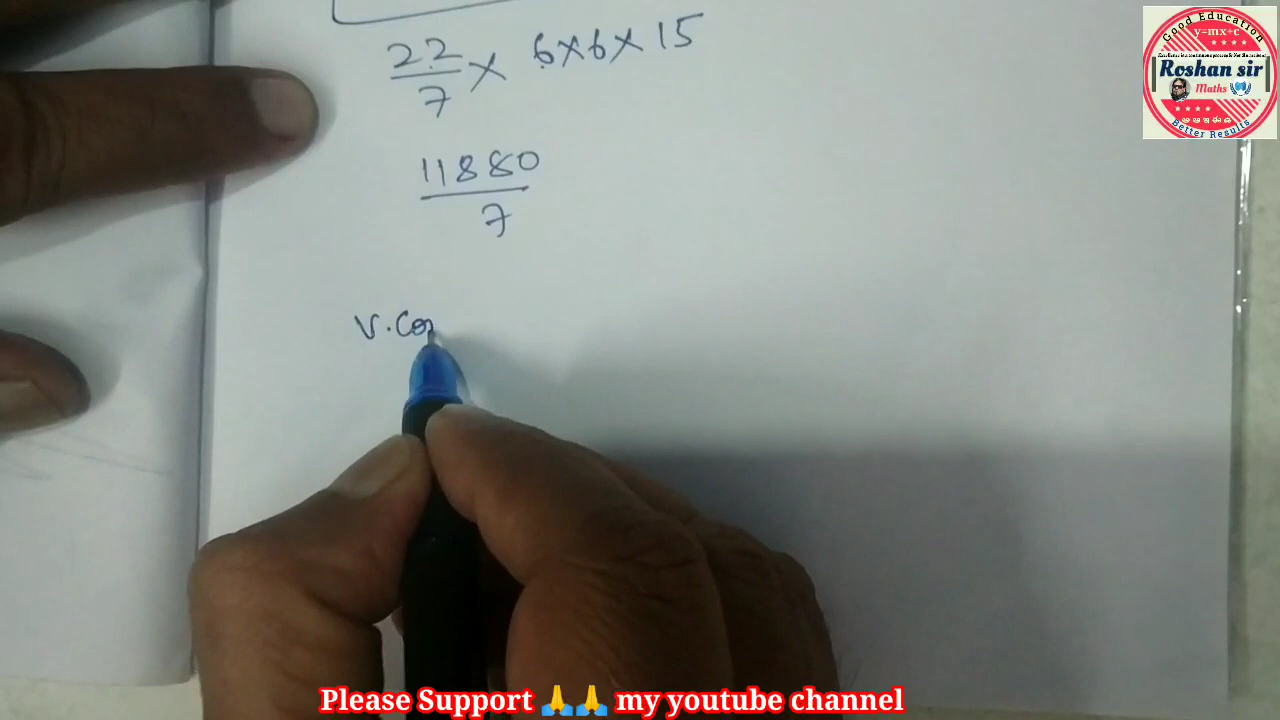 22/7 × 6×6× 15
11880/7
V. Con
Good Education
y=mx+c
Roshan sir
Maths
Better Results
Please Support 🙏🙏 my youtube channel